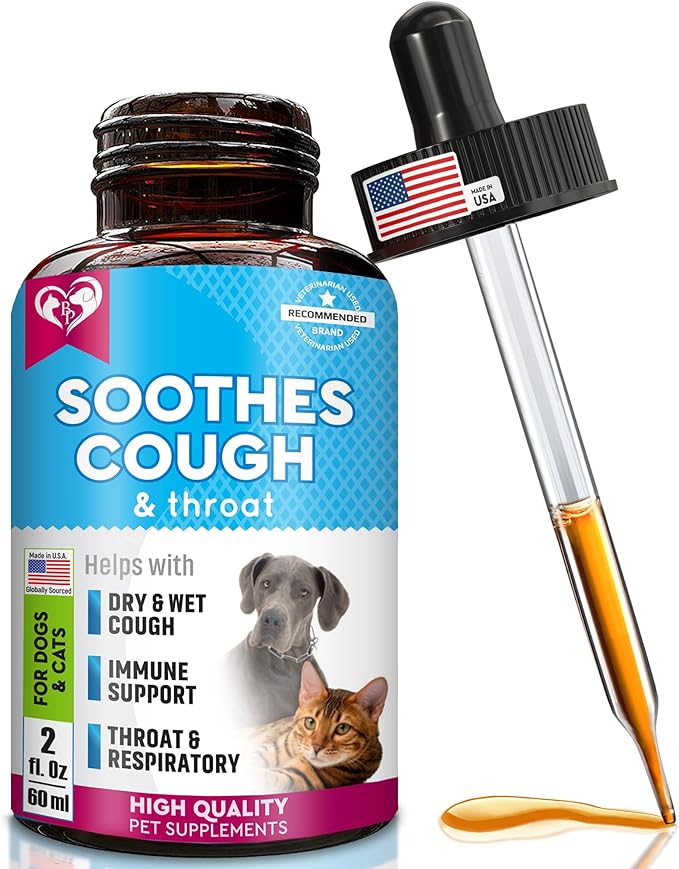 MADE IN
USA
BP
VETERINARIAN USED
RECOMMENDED
BRAND
VETERINARIAN USED
SOOTHES
COUGH
& throat
Made in U.S.A.
Globally Sourced
FOR DOGS
& CATS
2
fl. Oz
60 ml
Helps with
DRY & WET
COUGH
IMMUNE
SUPPORT
THROAT &
RESPIRATORY
HIGH QUALITY
PET SUPPLEMENTS